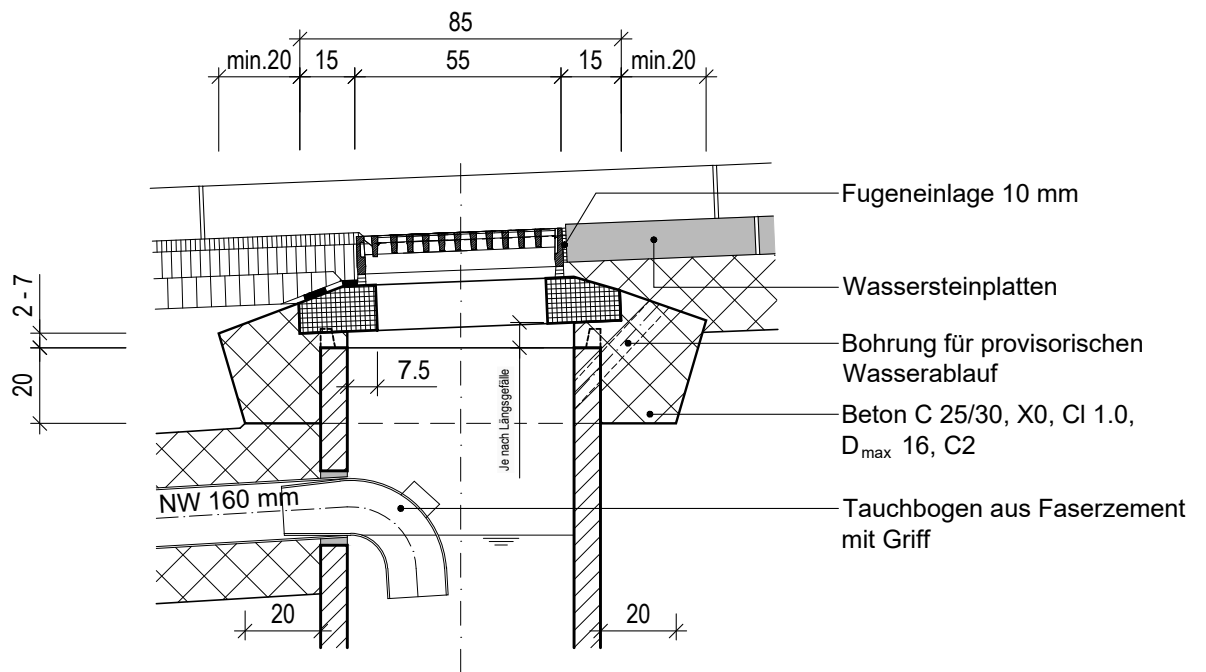 85
min.20 15 55 15 min.20
Fugeneinlage 10 mm
Wassersteinplatten
2 - 7
Bohrung für provisorischen
Wasserablauf
7.5
20
Je nach Längsgefälle
Beton C 25/30, X0, Cl 1.0,
Dmax 16, C2
NW 160 mm
Tauchbogen aus Faserzement
mit Griff
20 20